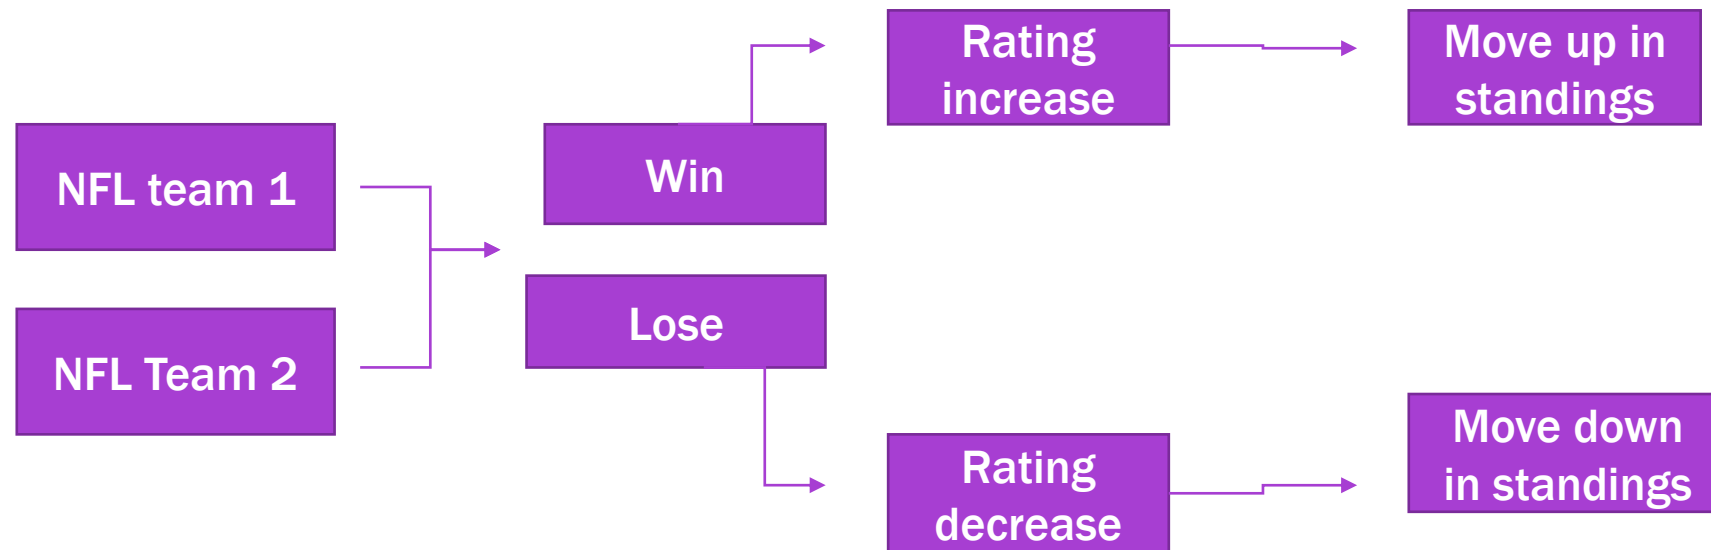 NFL team 1
NFL Team 2
Win
Lose
Rating
increase
Move up in
standings
Rating
decrease
Move down
in standings